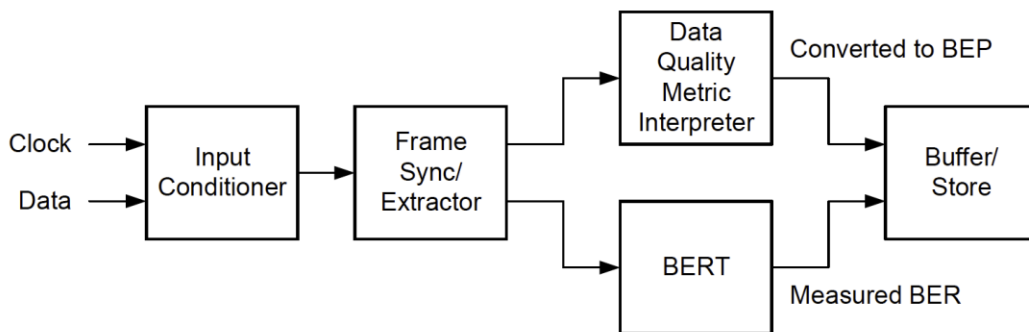 Clock
Data
Input
Conditioner
Frame
Sync/
Extractor
Data
Quality
Metric
Interpreter
Converted to BEP
BERT
Measured BER
Buffer/
Store